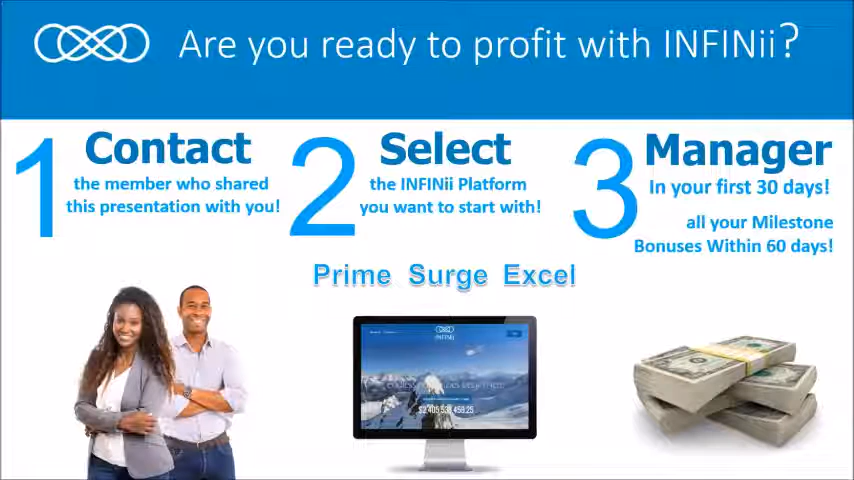 Are you ready to profit with INFINii?
1 Contact
the member who shared
this presentation with you!
2 Select
the INFINii Platform
you want to start with!
3 Manager
In your first 30 days!
all your Milestone
Bonuses Within 60 days!
Prime Surge Excel
INFINii